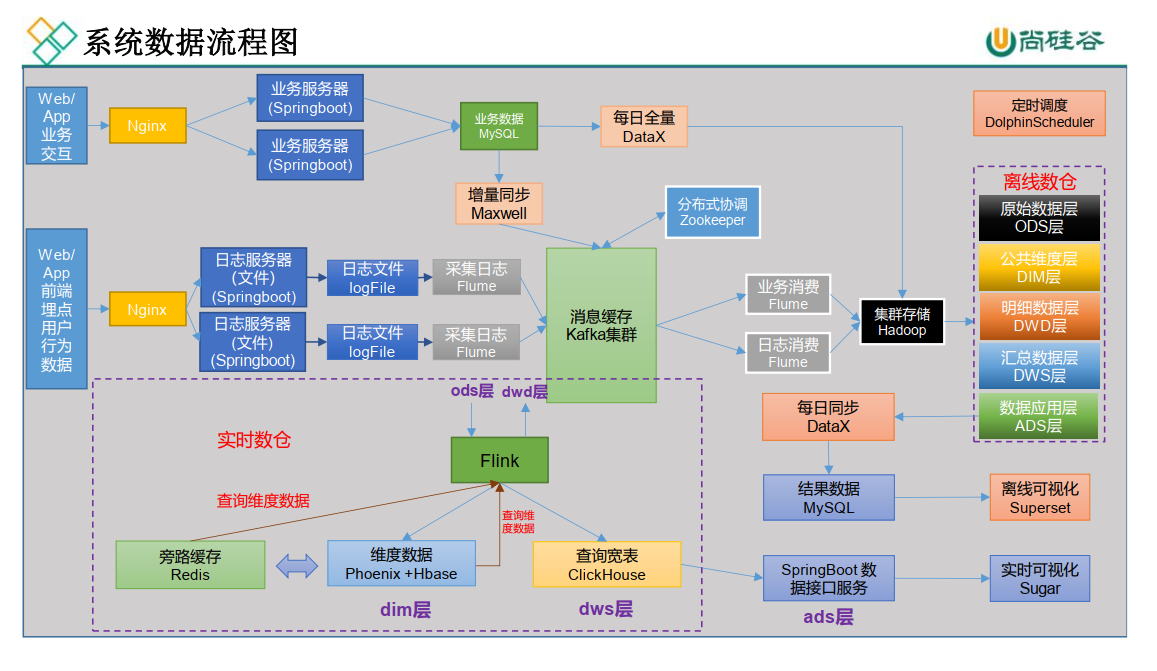 系统数据流程图
尚硅谷
Web/
App
业务
交互
Nginx
业务服务器
(Springboot)
业务服务器
(Springboot)
业务数据
MySQL
每日全量
DataX
定时调度
DolphinScheduler
增量同步
Maxwell
分布式协调
Zookeeper
离线数仓
原始数据层
ODS层
公共维度层
DIM层
明细数据层
DWD层
汇总数据层
DWS层
数据应用层
ADS层
Web/
App
前端
埋点
用户
行为
数据
Nginx
日志服务器
(文件)
(Springboot)
日志服务器
(文件)
(Springboot)
日志文件
logFile
日志文件
logFile
采集日志
Flume
采集日志
Flume
消息缓存
Kafka集群
业务消费
Flume
日志消费
Flume
集群存储
Hadoop
ods层
dwd层
实时数仓
Flink
查询维度数据
查询维
度数据
旁路缓存
Redis
维度数据
Phoenix +Hbase
查询宽表
ClickHouse
dim层
dws层
每日同步
DataX
结果数据
MySQL
离线可视化
Superset
SpringBoot 数
据接口服务
实时可视化
Sugar
ads层